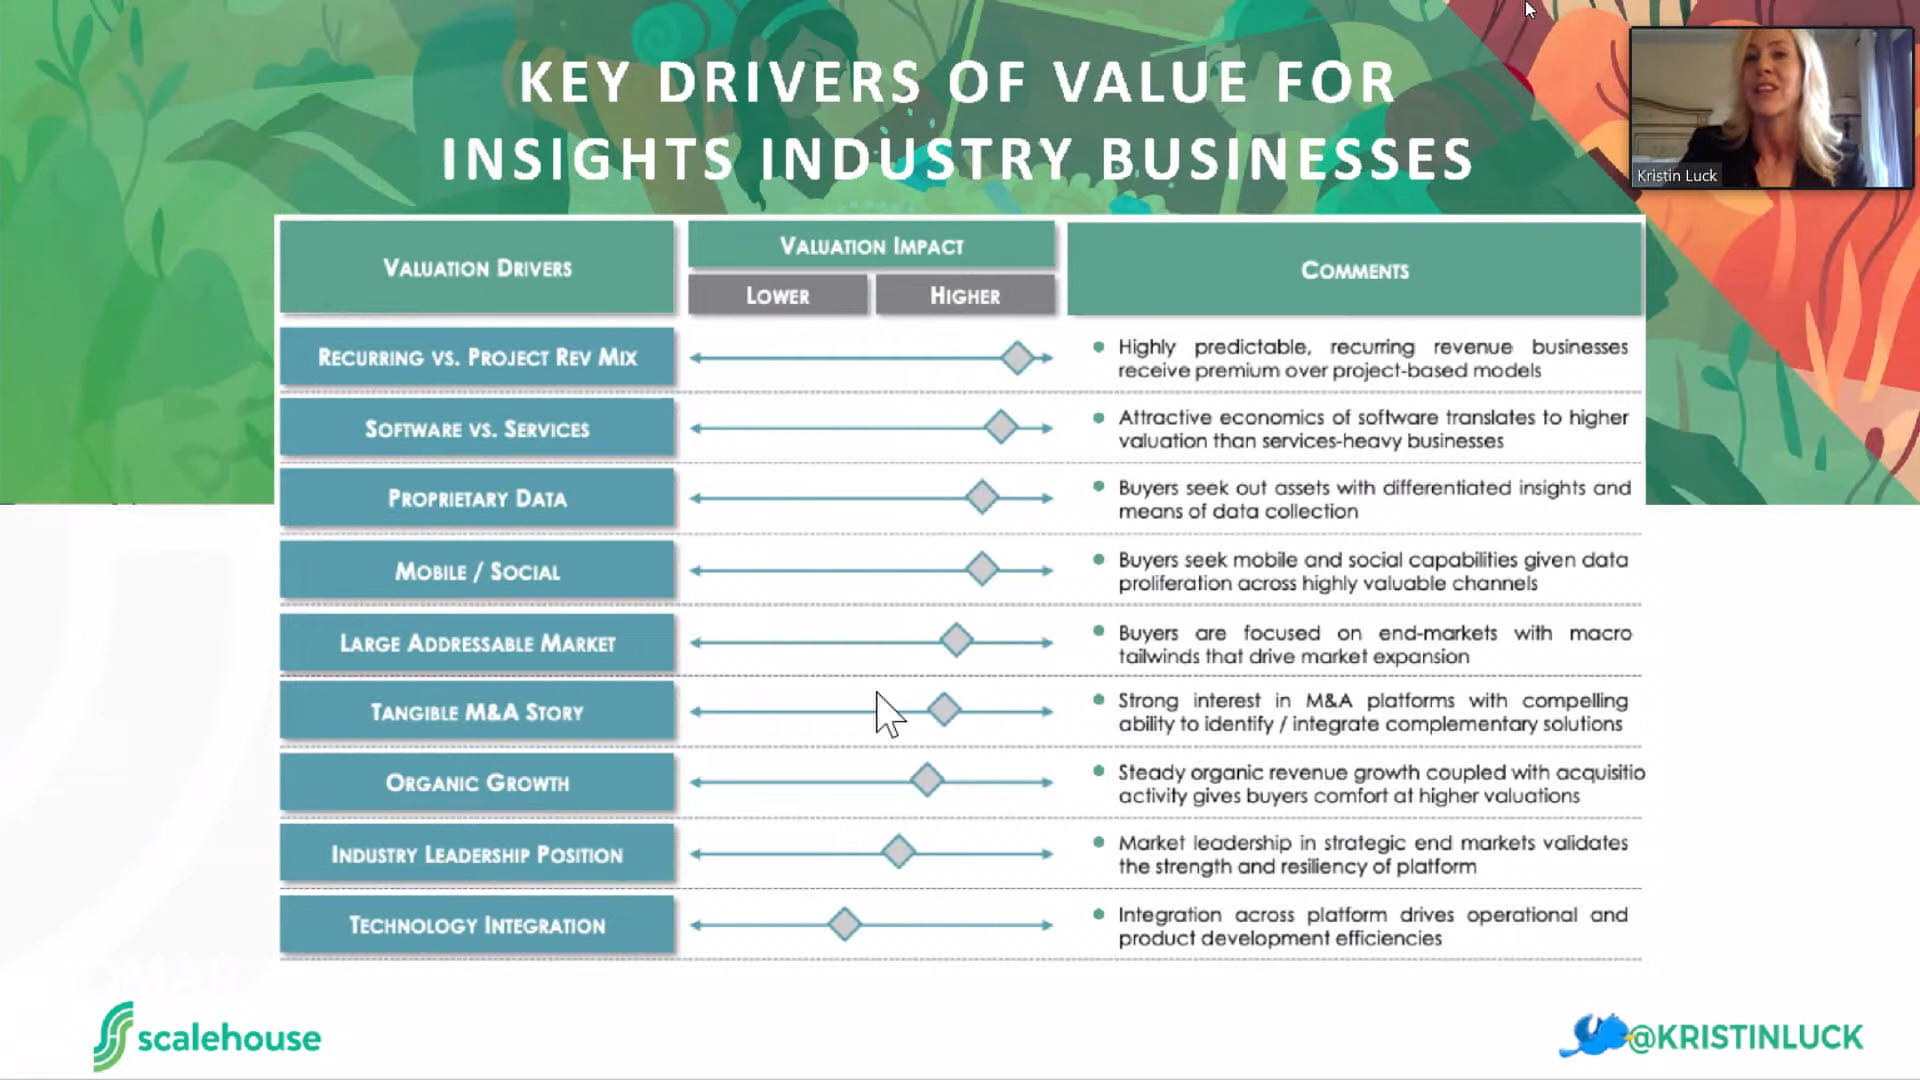 KEY DRIVERS OF VALUE FOR
INSIGHTS INDUSTRY BUSINESSES
Kristin Luck
VALUATION DRIVERS
VALUATION IMPACT
LOWER
HIGHER
COMMENTS
RECURRING VS. PROJECT REV MIX
Highly predictable, recurring revenue businesses
receive premium over project-based models
SOFTWARE VS. SERVICES
Attractive economics of software translates to higher
valuation than services-heavy businesses
PROPRIETARY DATA
Buyers seek out assets with differentiated insights and
means of data collection
MOBILE / SOCIAL
Buyers seek mobile and social capabilities given data
proliferation across highly valuable channels
LARGE ADDRESSABLE MARKET
Buyers are focused on end-markets with macro
tailwinds that drive market expansion
TANGIBLE M&A STORY
Strong interest in M&A platforms with compelling
ability to identify / integrate complementary solutions
ORGANIC GROWTH
Steady organic revenue growth coupled with acquisitio
activity gives buyers comfort at higher valuations
INDUSTRY LEADERSHIP POSITION
Market leadership in strategic end markets validates
the strength and resiliency of platform
TECHNOLOGY INTEGRATION
Integration across platform drives operational and
product development efficiencies
scalehouse
@KRISTINLUCK